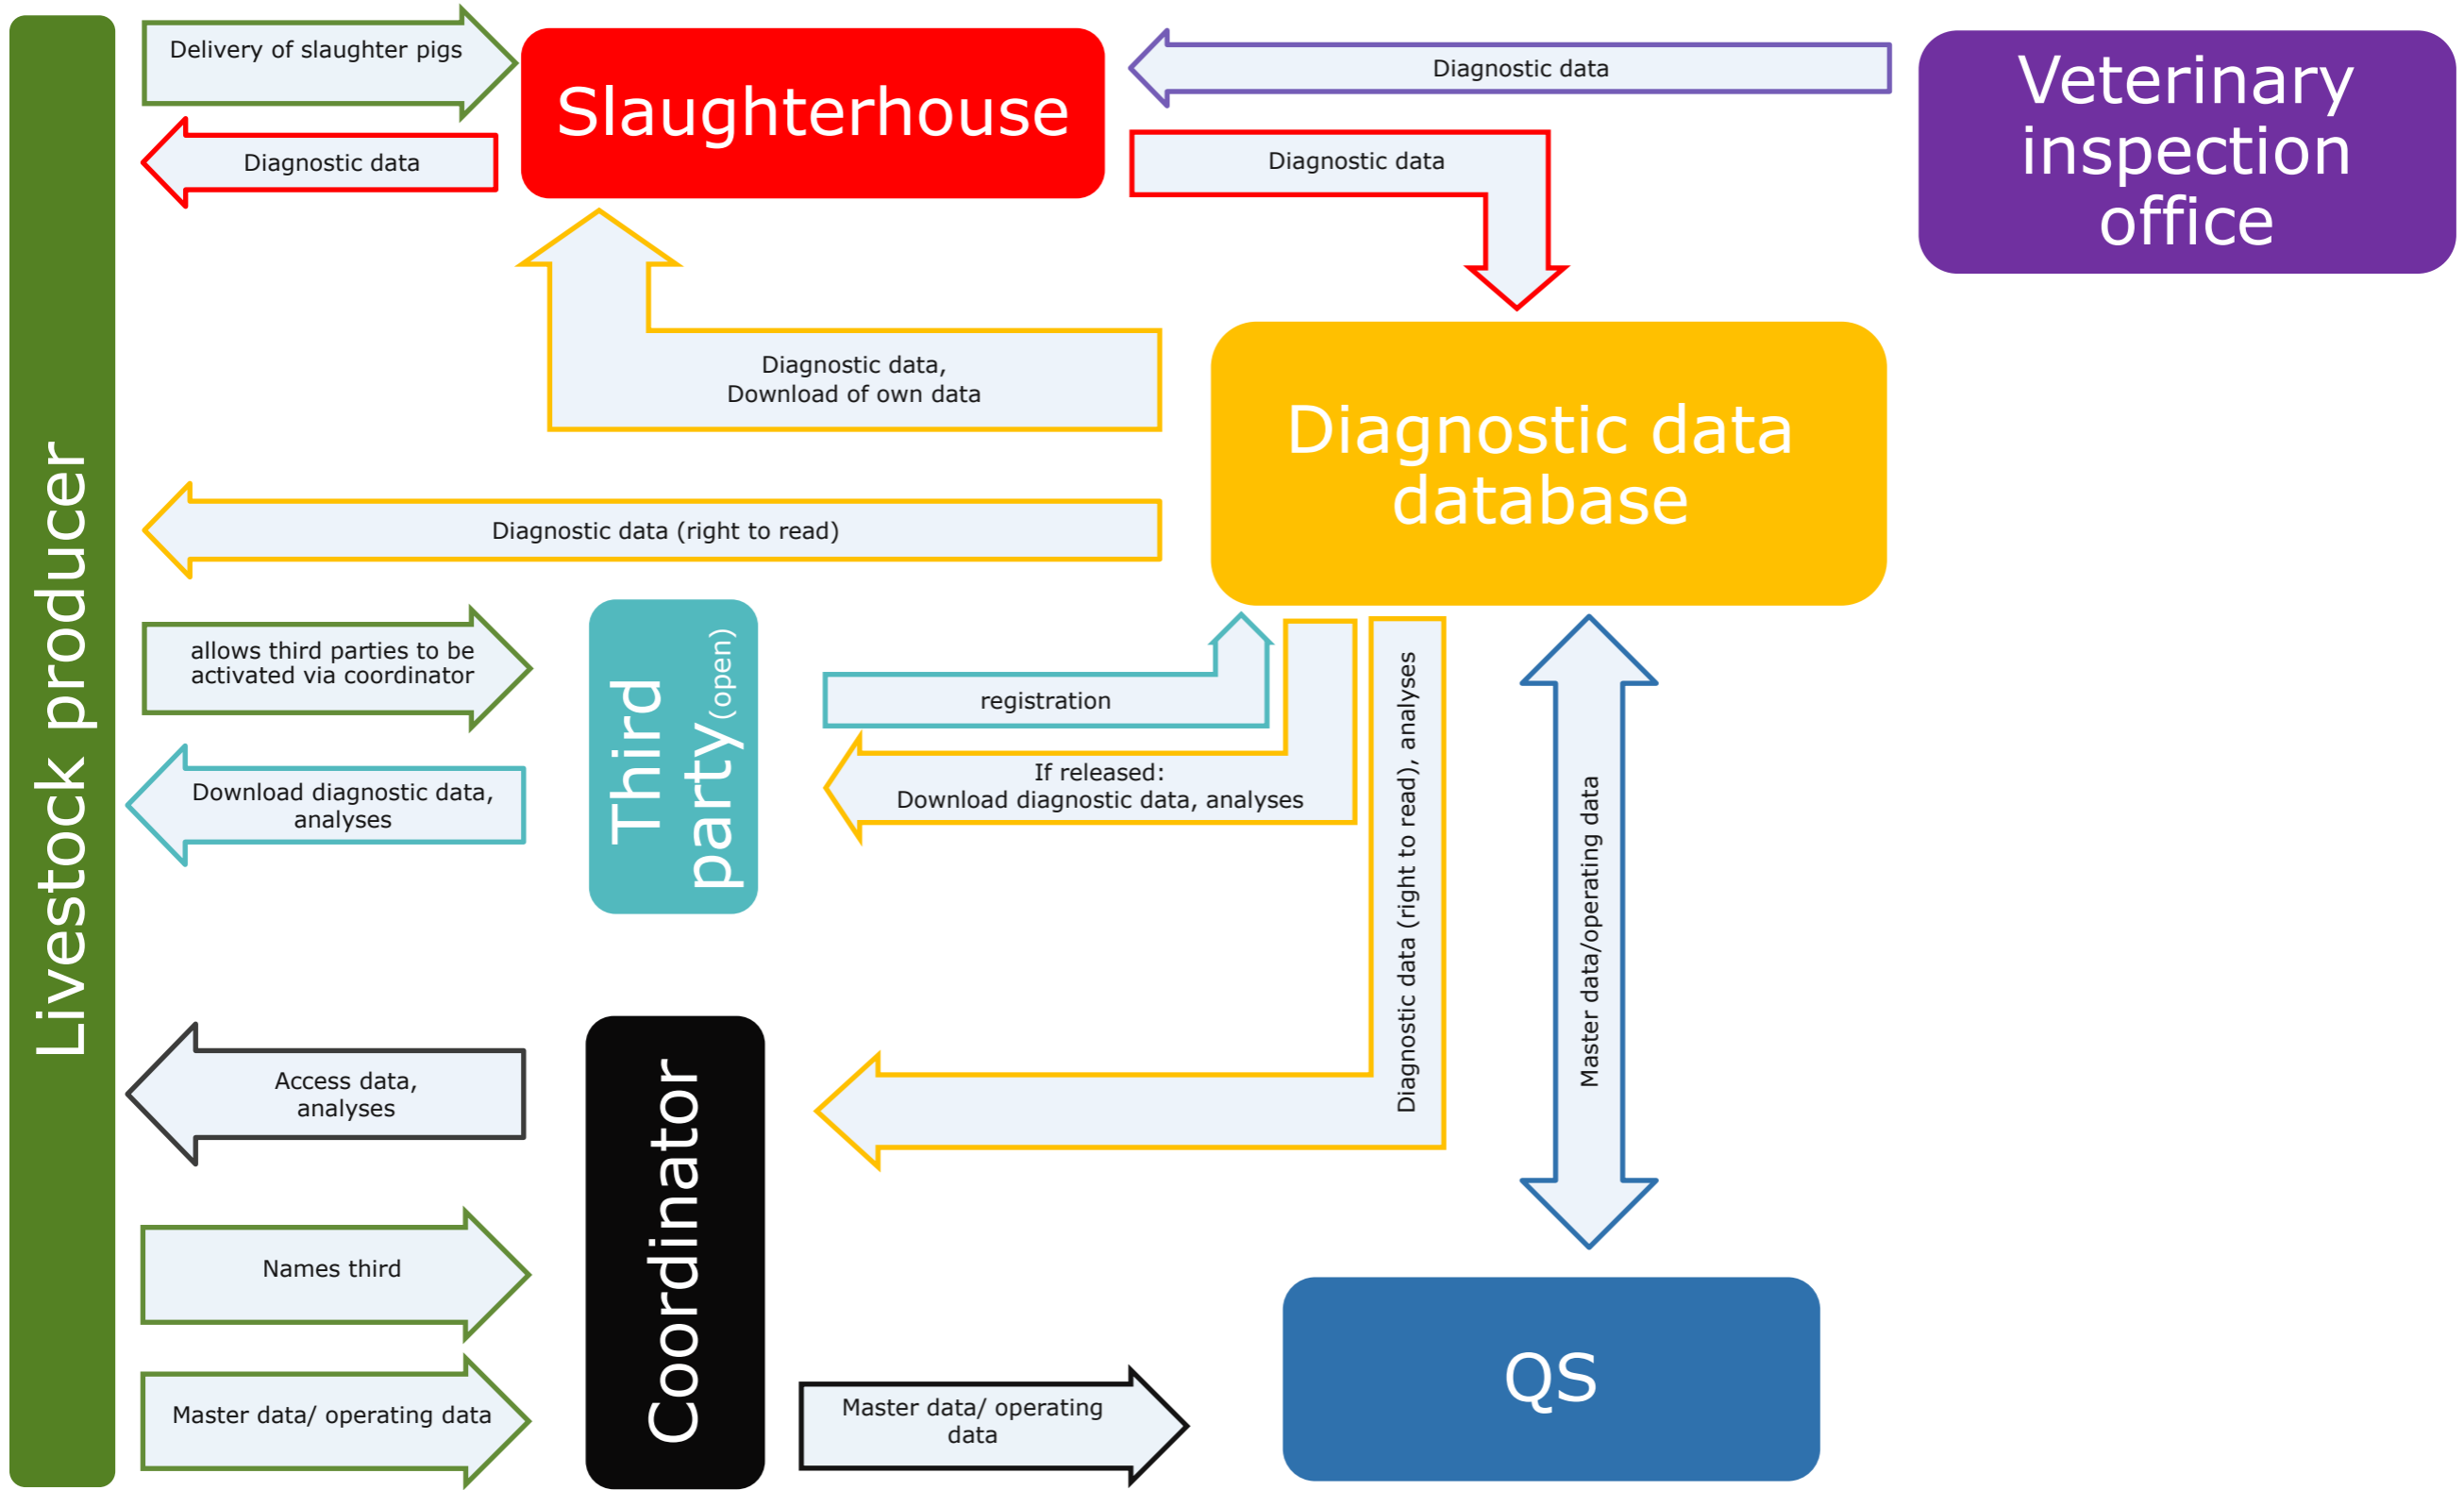 Livestock producer
Delivery of slaughter pigs
Diagnostic data
Slaughterhouse
Diagnostic data
Diagnostic data
Veterinary
inspection
office
Diagnostic data,
Download of own data
Diagnostic data
database
Diagnostic data (right to read)
allows third parties to be
activated via coordinator
Download diagnostic data,
analyses
Third
party (open)
registration
If released:
Download diagnostic data, analyses
Diagnostic data (right to read), analyses
Master data/operating data
Access data,
analyses
Names third
Master data/ operating data
Coordinator
Master data/ operating
data
QS